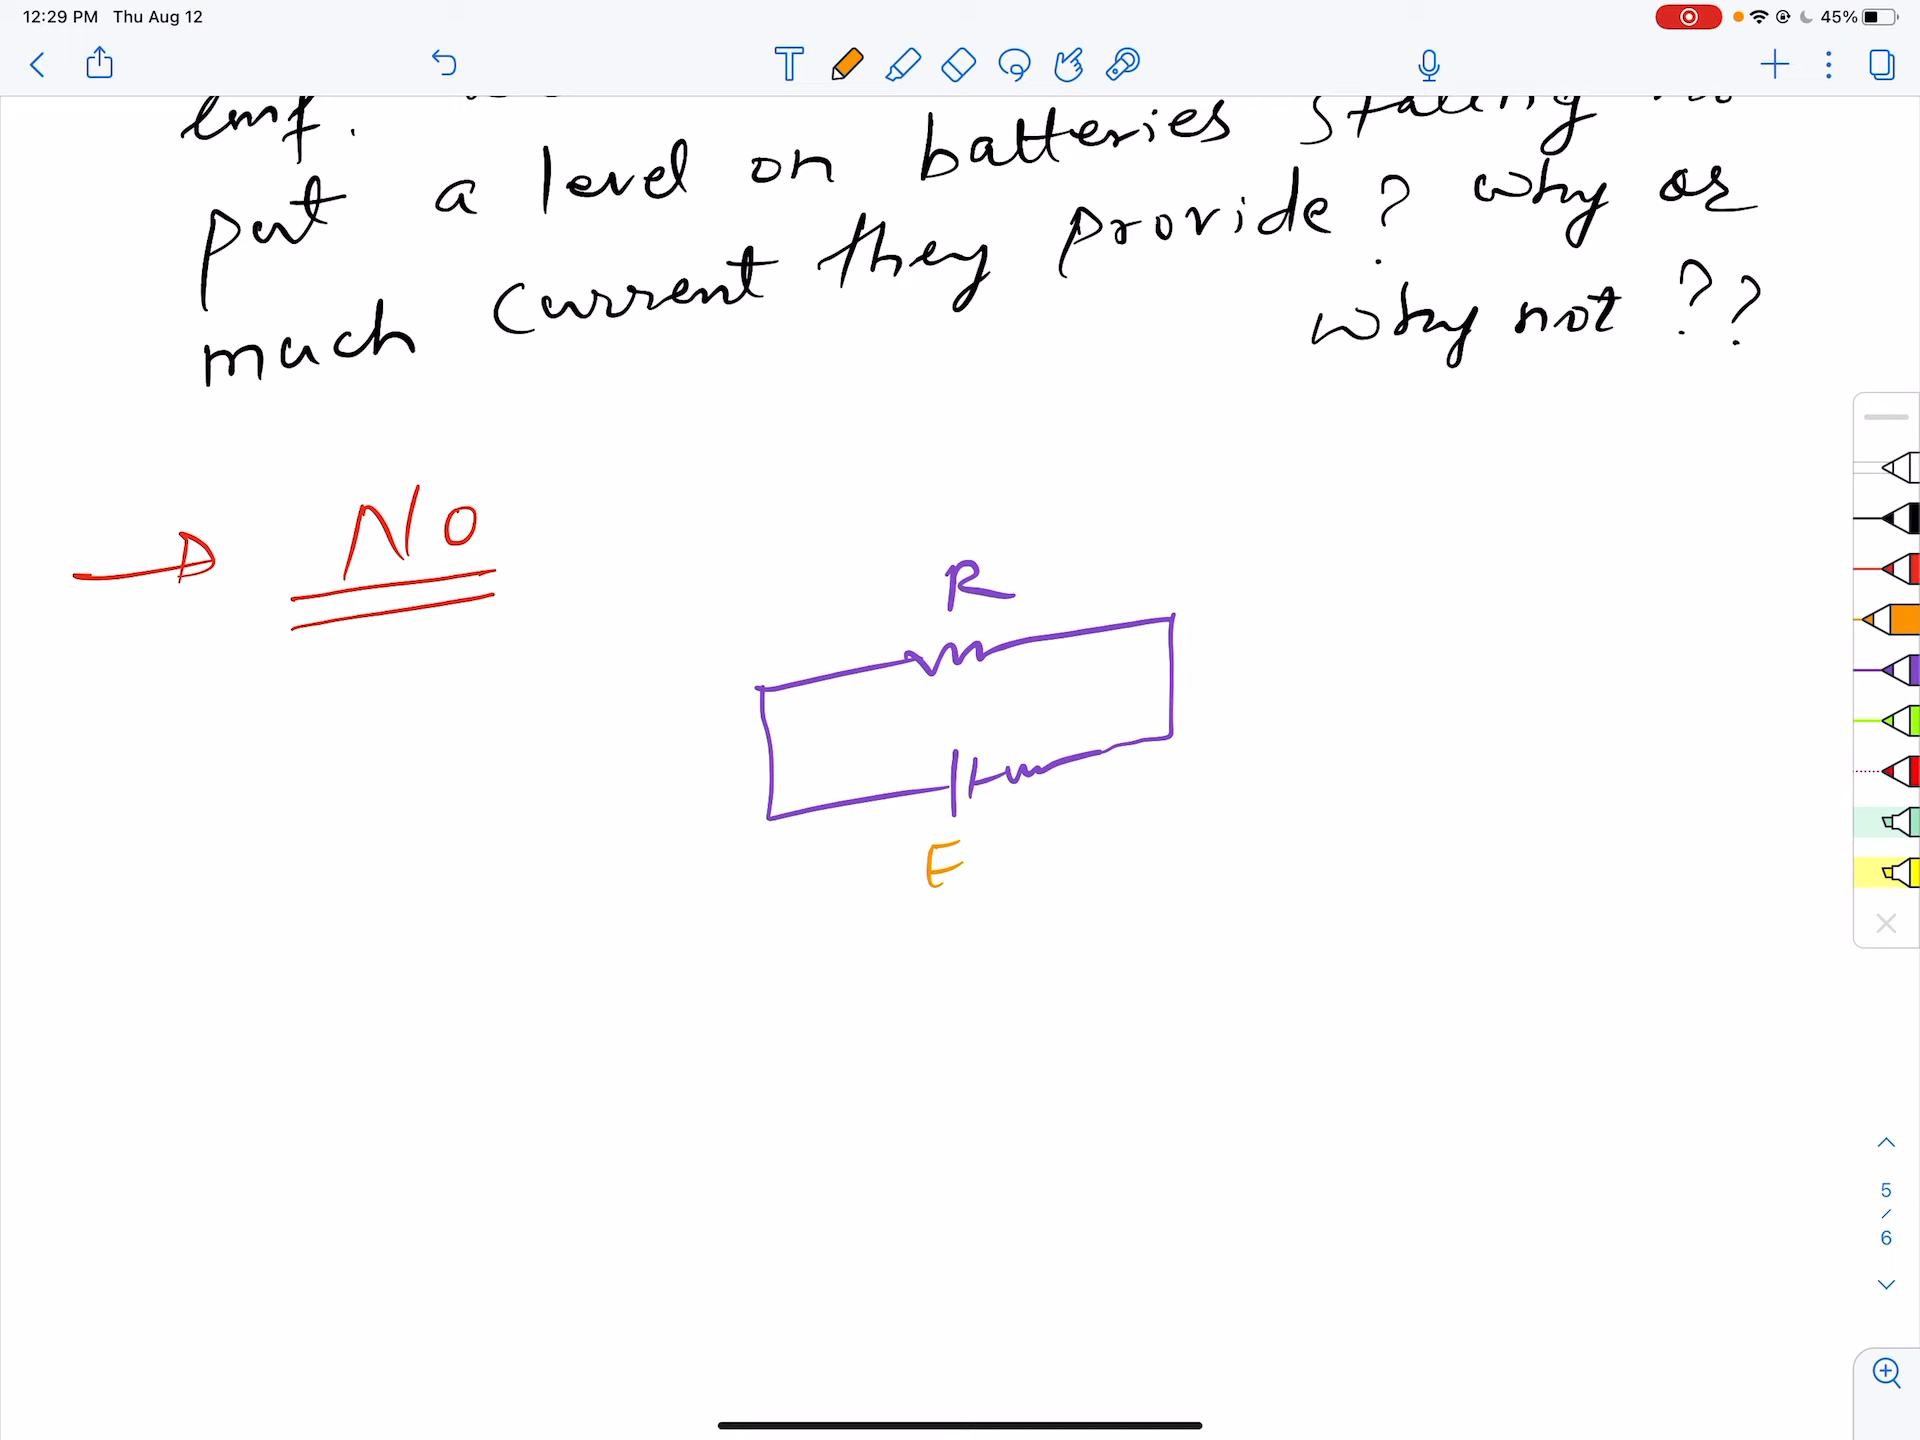 12:29 PM Thu Aug 12
45%
emf.
put a level on batteries stating
much current they provide? why or
why not ??
No
R
E
5
/
6